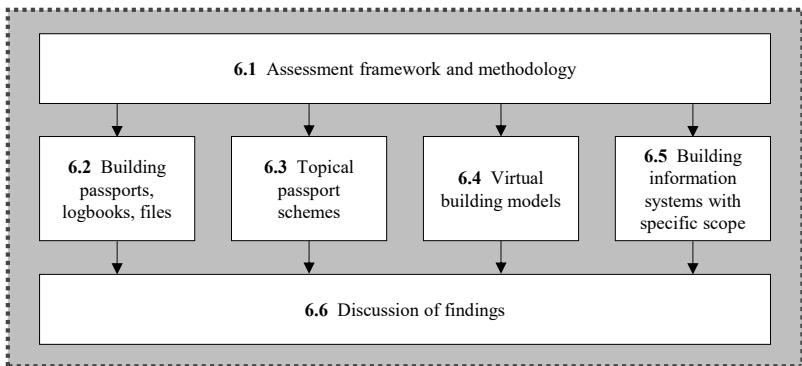 6.1 Assessment framework and methodology
6.2 Building
passports,
logbooks, files
6.3 Topical
passport
schemes
6.4 Virtual
building models
6.5 Building
information
systems with
specific scope
6.6 Discussion of findings